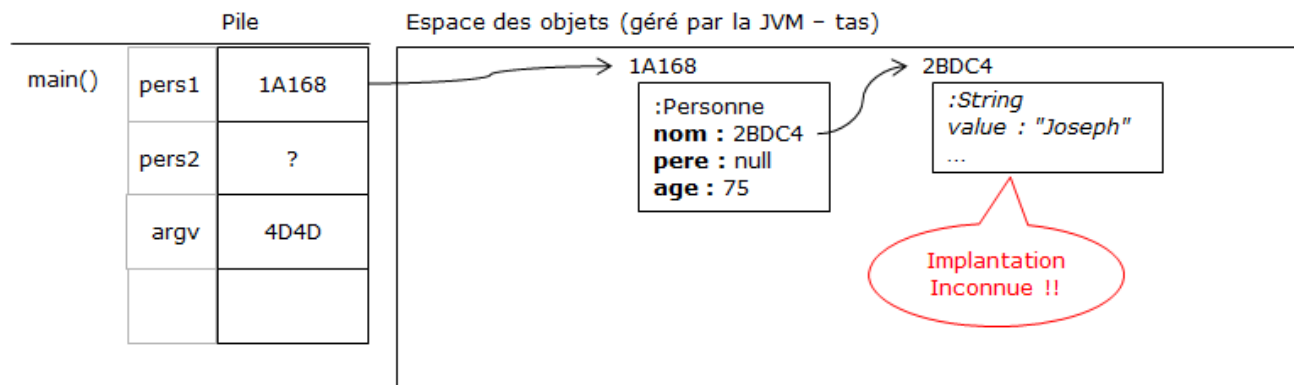 Pile
Espace des objets (géré par la JVM – tas)
main()
pers1
1A168
pers2
?
argv
4D4D
1A168
:Personne
nom : 2BDC4
pere : null
age : 75
2BDC4
:String
value : "Joseph"
...
Implantation
Inconnue !!